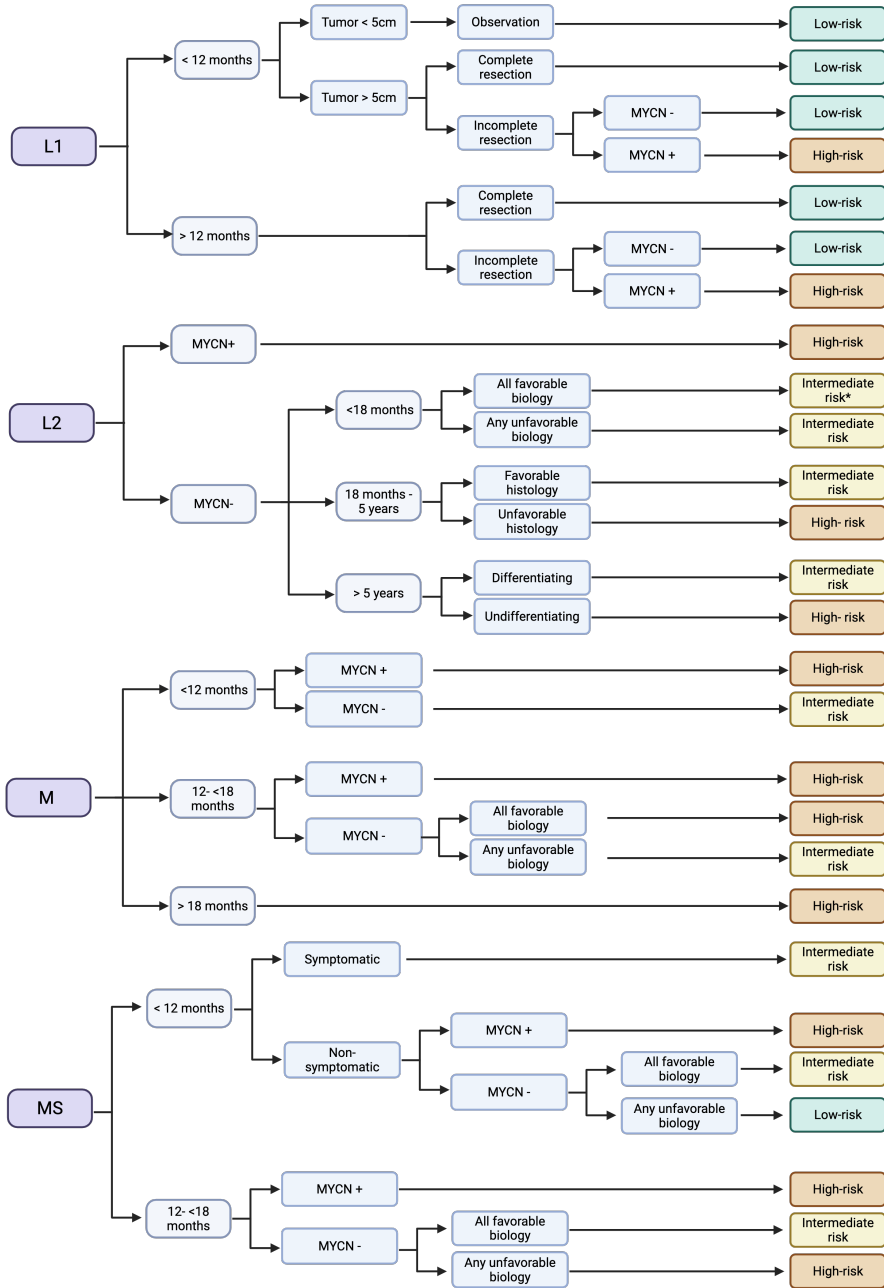 Tumor < 5cm
Observation
Low-risk
< 12 months
Complete
resection
Low-risk
Tumor > 5cm
MYCN -
Low-risk
Incomplete
resection
L1
MYCN +
High-risk
Complete
resection
Low-risk
> 12 months
MYCN -
Low-risk
Incomplete
resection
MYCN +
High-risk
MYCN+
High-risk
All favorable
biology
Intermediate
risk*
<18 months
L2
Any unfavorable
biology
Intermediate
risk
Favorable
histology
Intermediate
risk
MYCN-
18 months -
5 years
Unfavorable
histology
High- risk
Differentiating
Intermediate
risk
> 5 years
Undifferentiating
High- risk
MYCN +
High-risk
<12 months
MYCN -
Intermediate
risk
MYCN +
High-risk
M
12- <18
months
All favorable
biology
High-risk
MYCN -
Any unfavorable
biology
Intermediate
risk
> 18 months
High-risk
Symptomatic
Intermediate
risk
< 12 months
MYCN +
High-risk
Non-
symptomatic
All favorable
biology
Intermediate
risk
MYCN -
MS
Any unfavorable
biology
Low-risk
MYCN +
High-risk
12- <18
months
All favorable
biology
Intermediate
risk
MYCN -
Any unfavorable
biology
High-risk